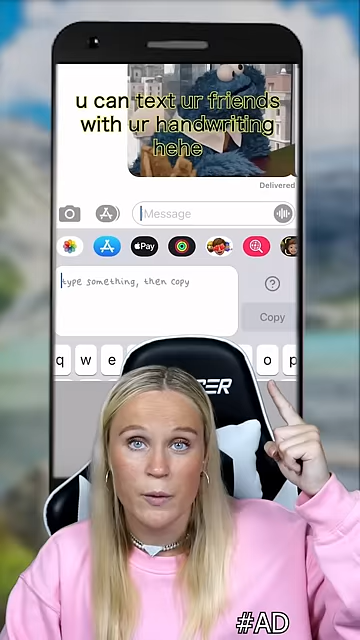 u can text ur friends
with ur handwriting
hehe
Delivered
Message
Pay
type something, then copy
?
Copy
q w e
o p
#AD